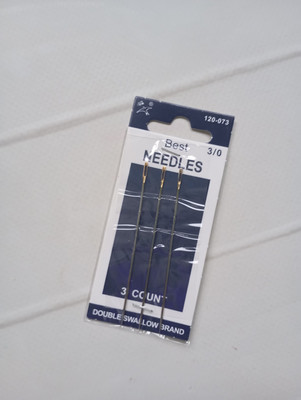 120-073
Best 3/0
NEEDLES
3 COUNT
DOUBLE SWALLOW BRAND